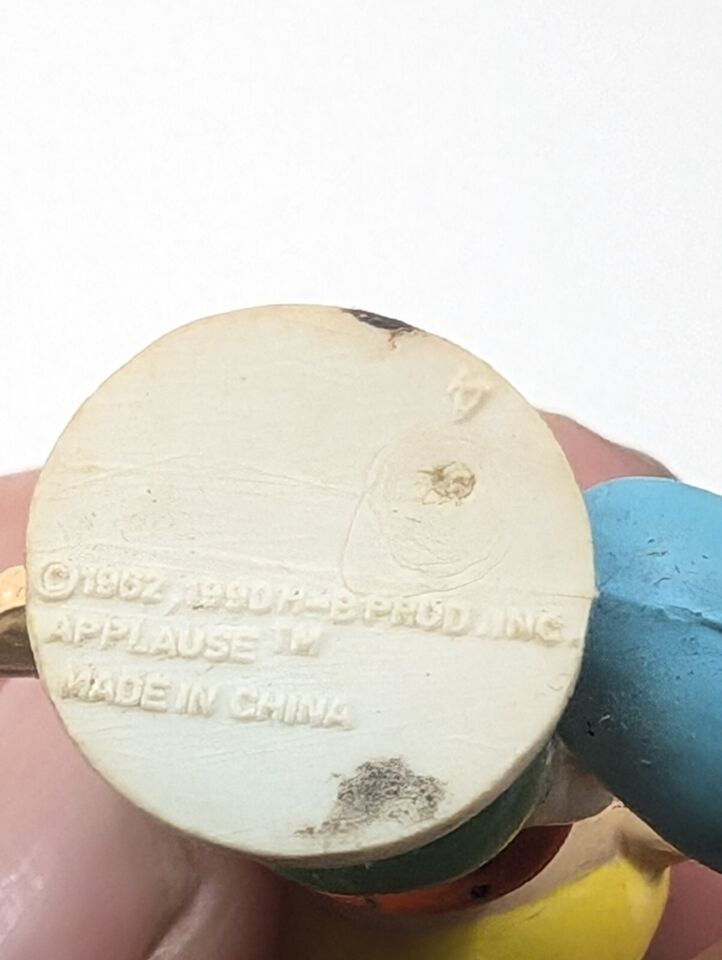 ©1962, 1990 H-B PROD., INC.
APPLAUSE TM
MADE IN CHINA